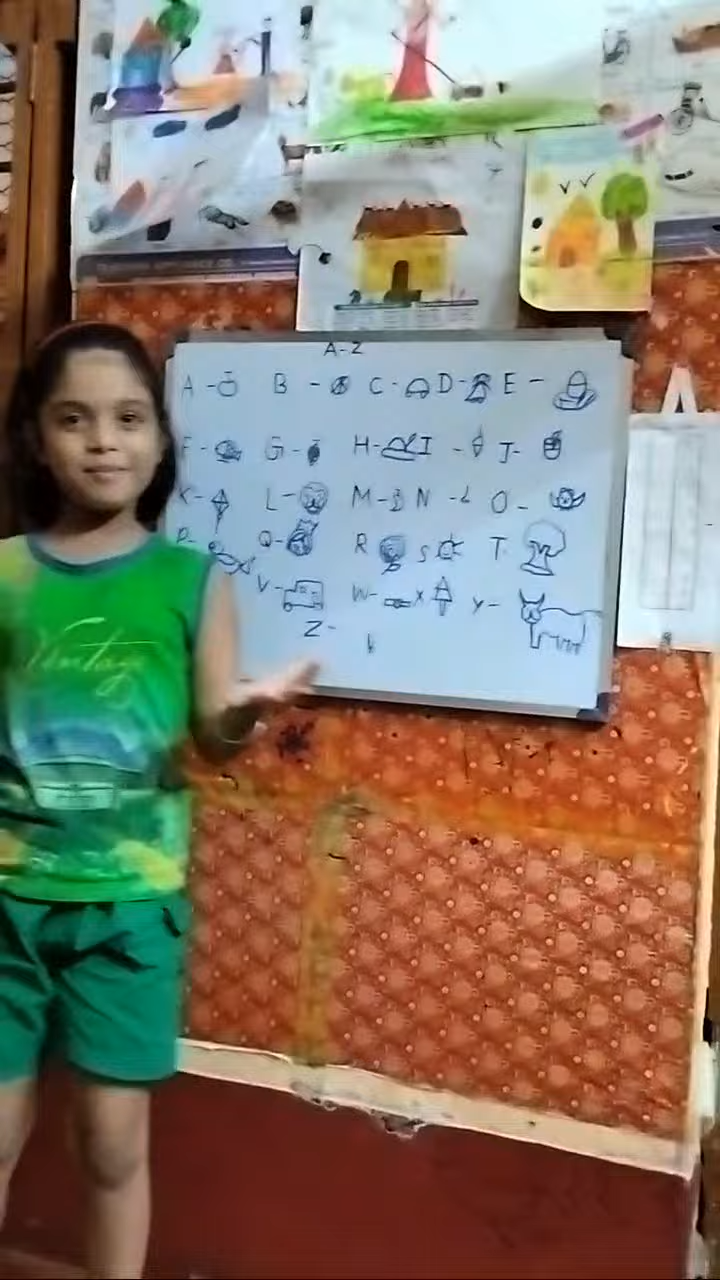 A-Z
A - B - C - D - E -
F - G - H - I - J -
K - L - M - N - O -
P - Q - R S T
V - W - X Y -
Z -
Vintage